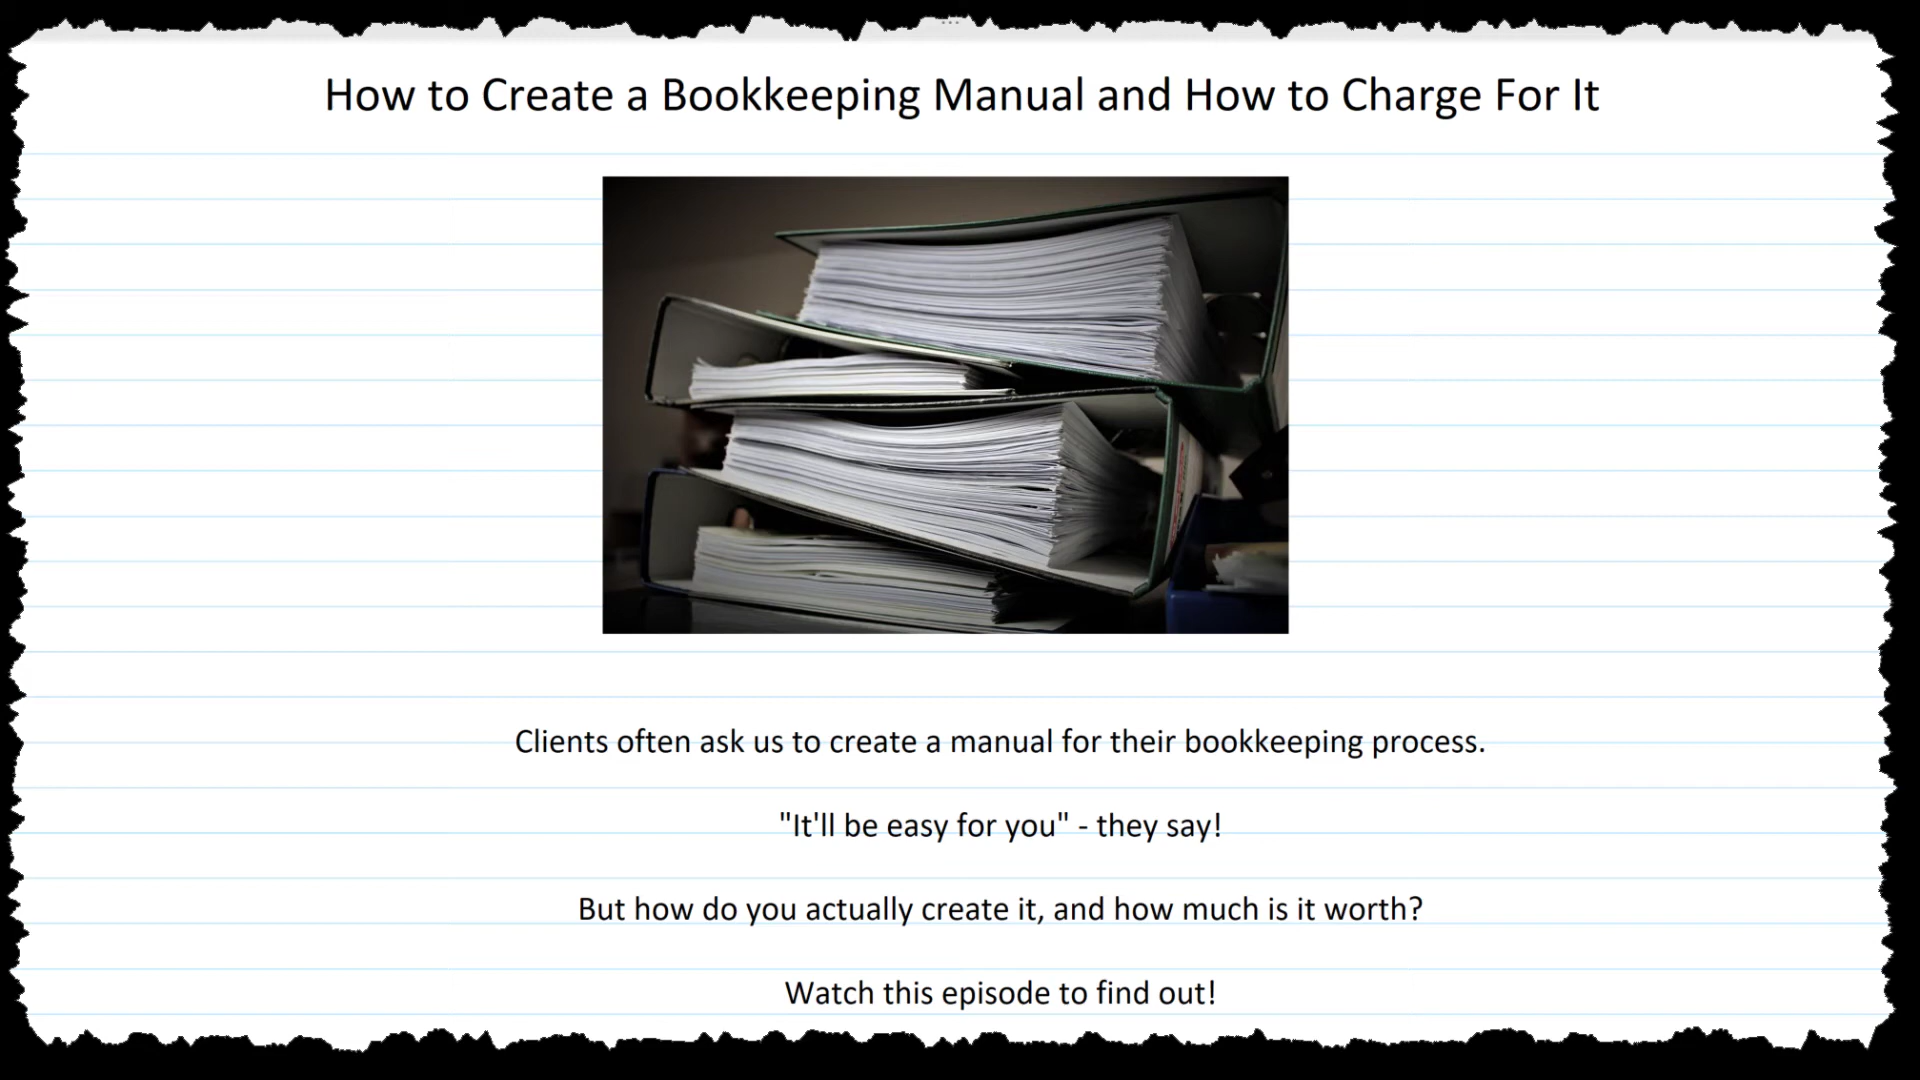 How to Create a Bookkeeping Manual and How to Charge For It
Clients often ask us to create a manual for their bookkeeping process.
"It'll be easy for you" - they say!
But how do you actually create it, and how much is it worth?
Watch this episode to find out!